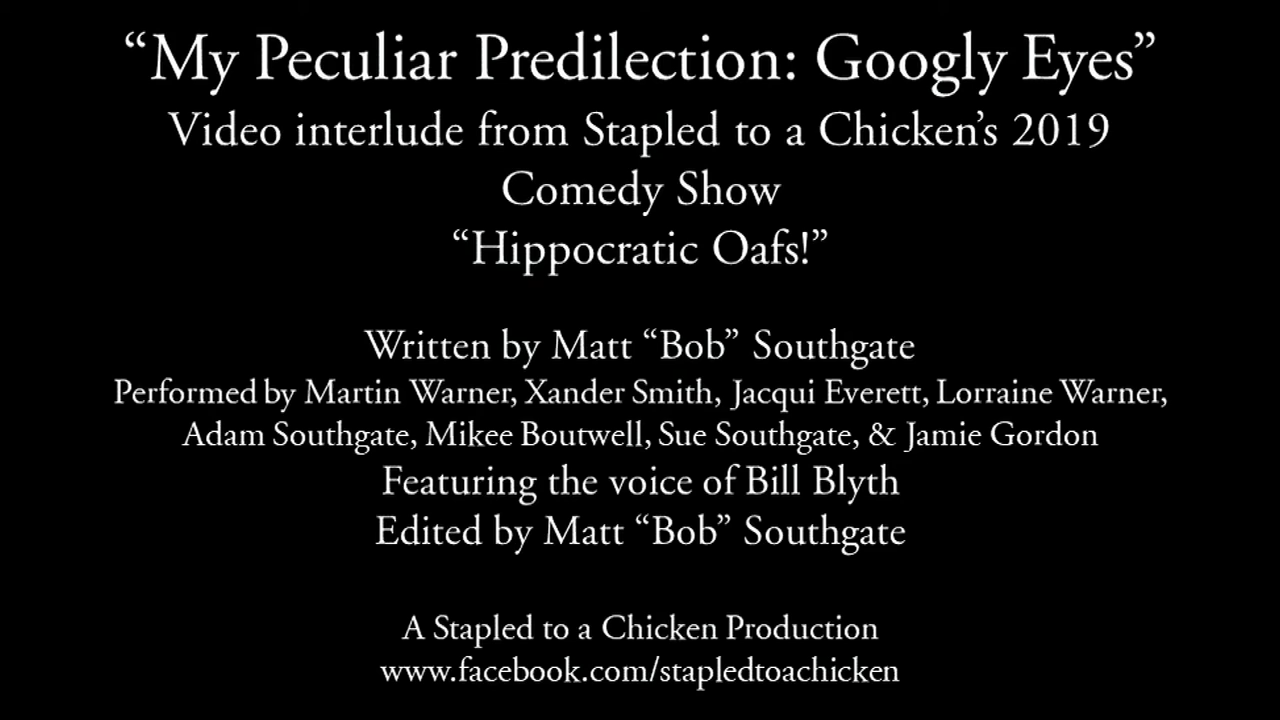 “My Peculiar Predilection: Googly Eyes”
Video interlude from Stapled to a Chicken’s 2019
Comedy Show
“Hippocratic Oafs!”
Written by Matt “Bob” Southgate
Performed by Martin Warner, Xander Smith, Jacqui Everett, Lorraine Warner,
Adam Southgate, Mikee Boutwell, Sue Southgate, & Jamie Gordon
Featuring the voice of Bill Blyth
Edited by Matt “Bob” Southgate
A Stapled to a Chicken Production
www.facebook.com/stapledtoachicken